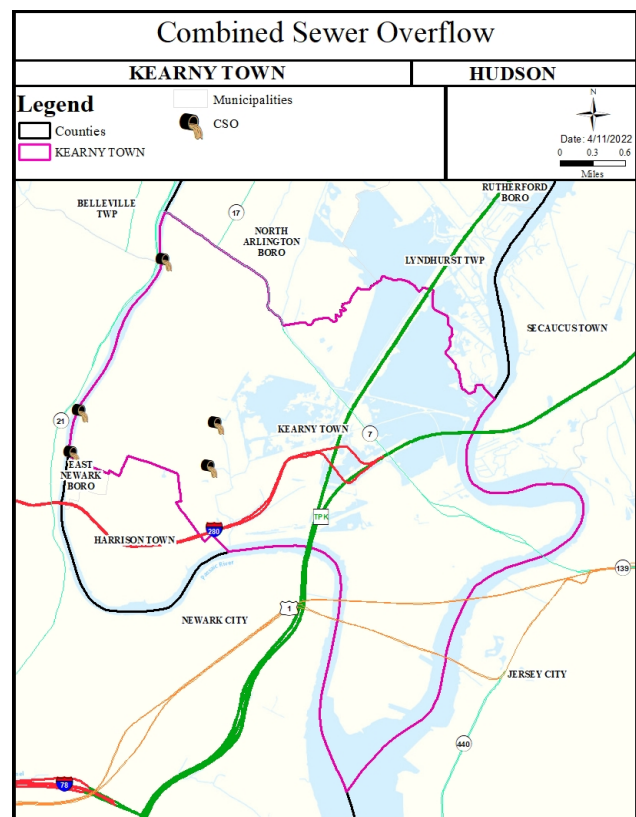 Combined Sewer Overflow
KEARNY TOWN
HUDSON
Legend
Counties
KEARNY TOWN
Municipalities
CSO
N
Date: 4/11/2022
0 0.3 0.6
Miles
BELLEVILLE
TWP
17
NORTH
ARLINGTON
BORO
RUTHERFORD
BORO
LYNDHURST TWP
SECAUCUS TOWN
21
KEARNY TOWN
7
EAST
NEWARK
BORO
TPK
280
HARRISON TOWN
139
NEWARK CITY
1
JERSEY CITY
440
78